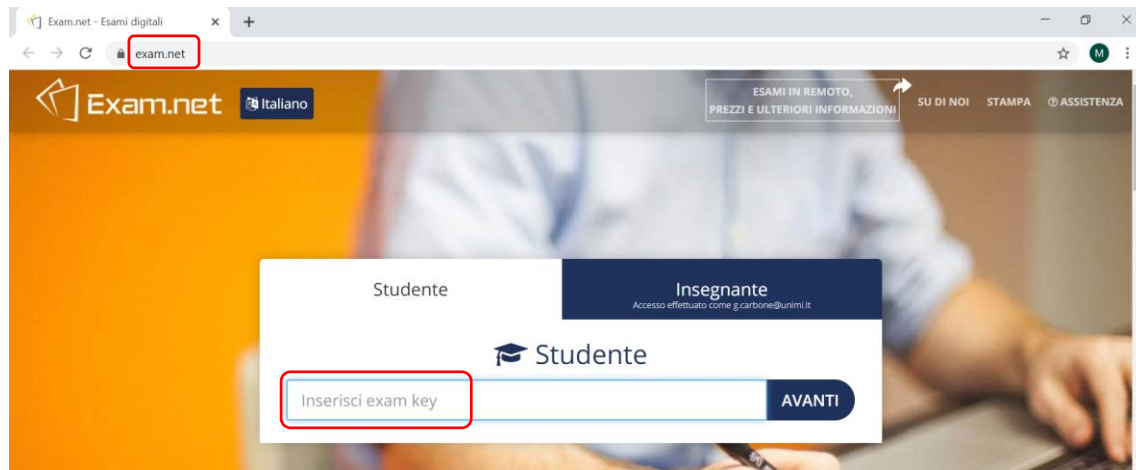 Exam.net - Esami digitali
exam.net
M
Exam.net
Italiano
ESAMI IN REMOTO,
PREZZI E ULTERIORI INFORMAZIONI
SU DI NOI
STAMPA
ASSISTENZA
Studente
Insegnante
Accesso effettuato come g.carbone@unimi.it
Studente
Inserisci exam key
AVANTI